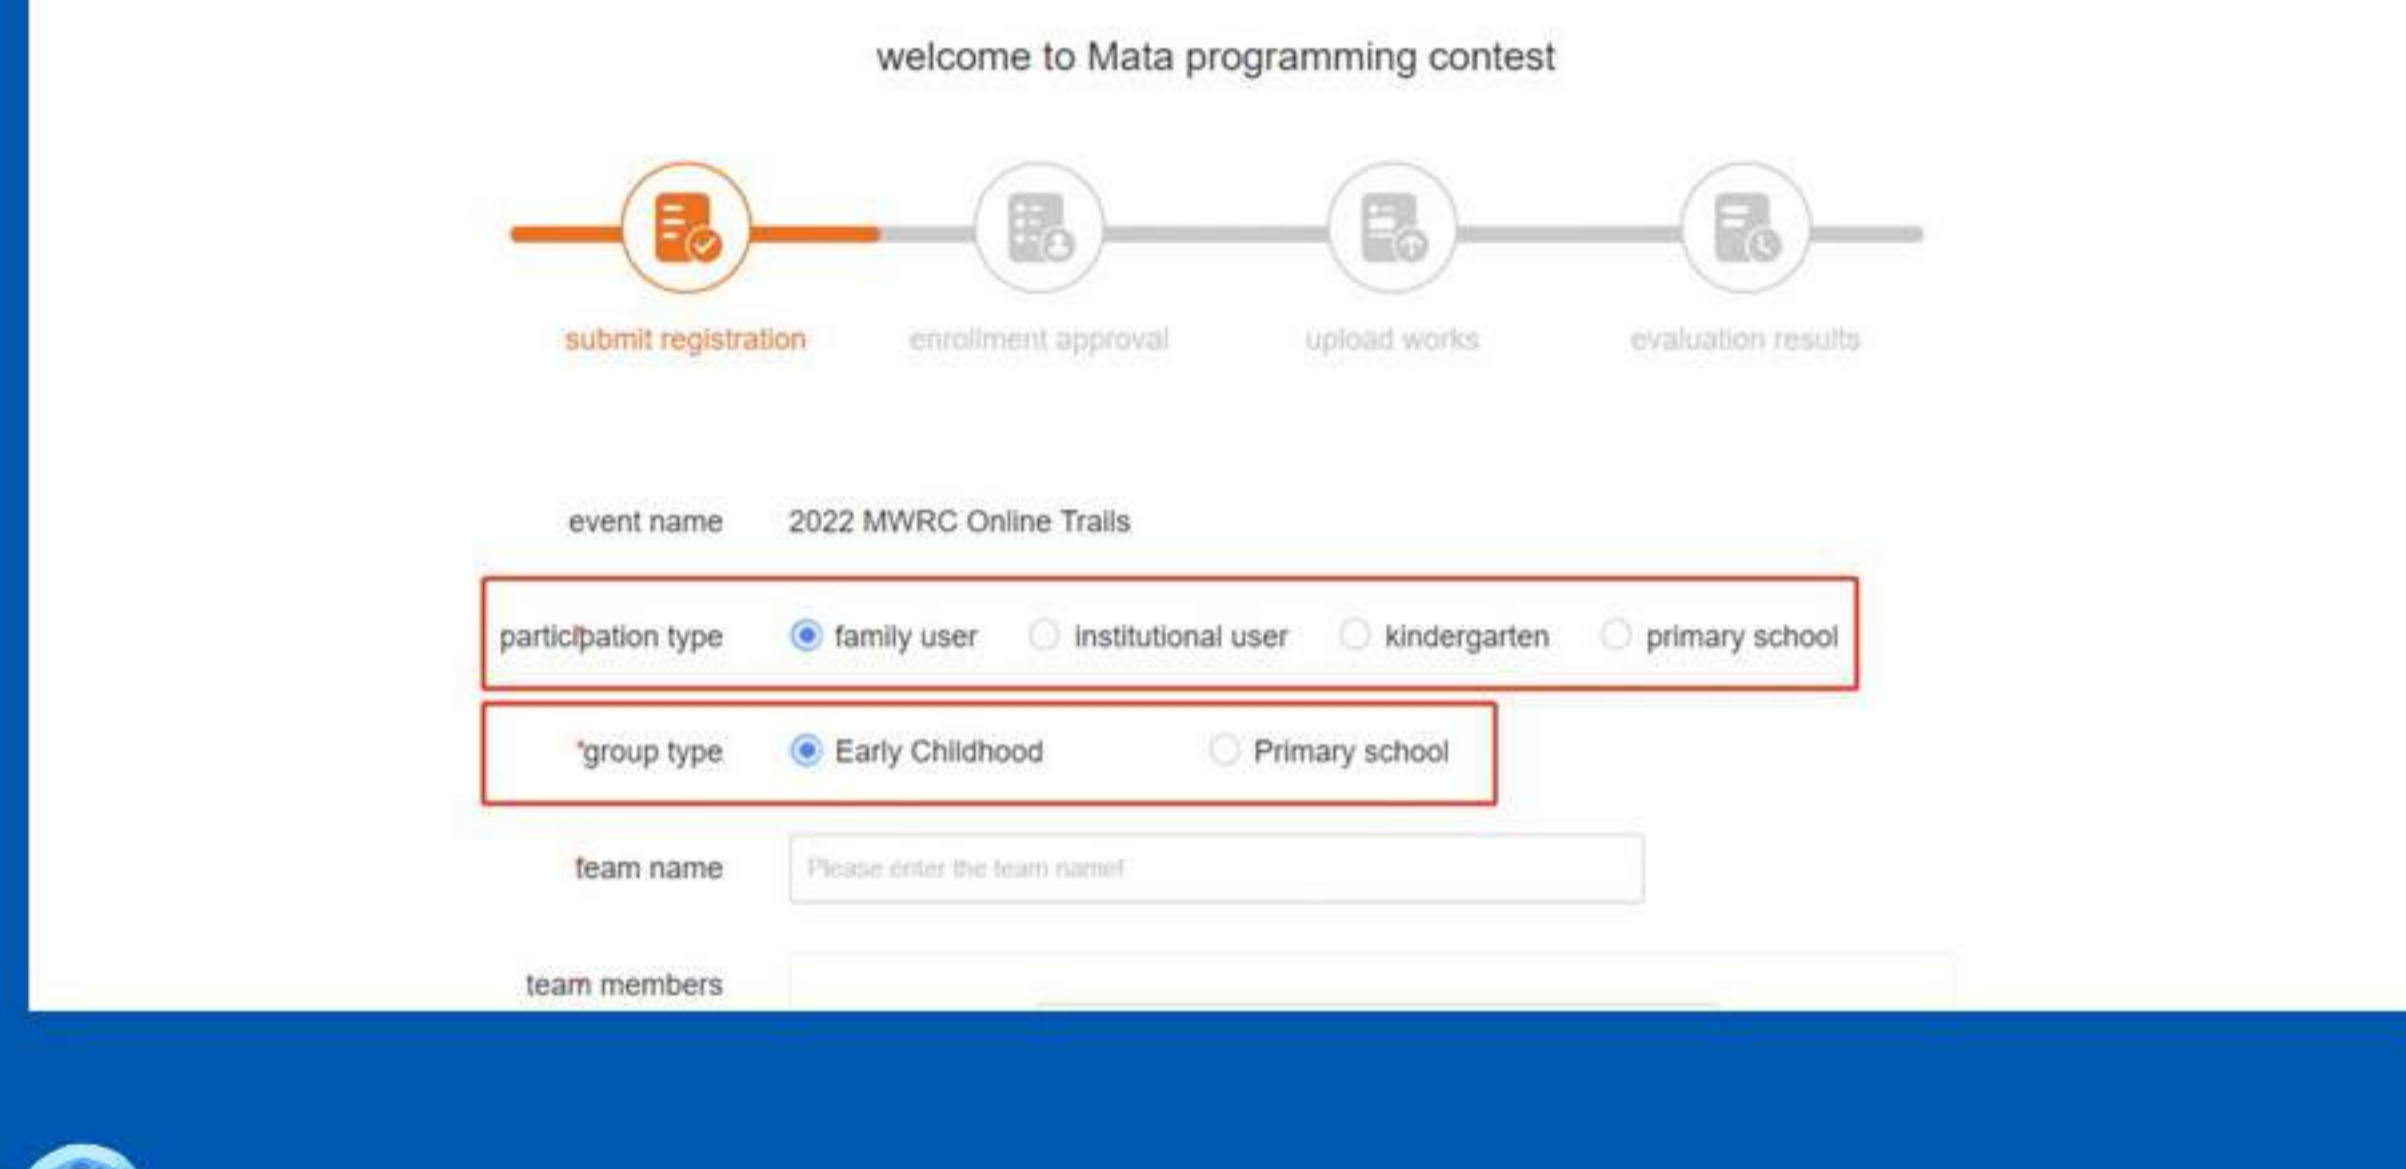 welcome to Mata programming contest
submit registration enrollment approval upload works evaluation results
event name 2022 MWRC Online Trails
participation type family user institutional user kindergarten primary school
*group type Early Childhood Primary school
*team name Please enter the team name!
team members